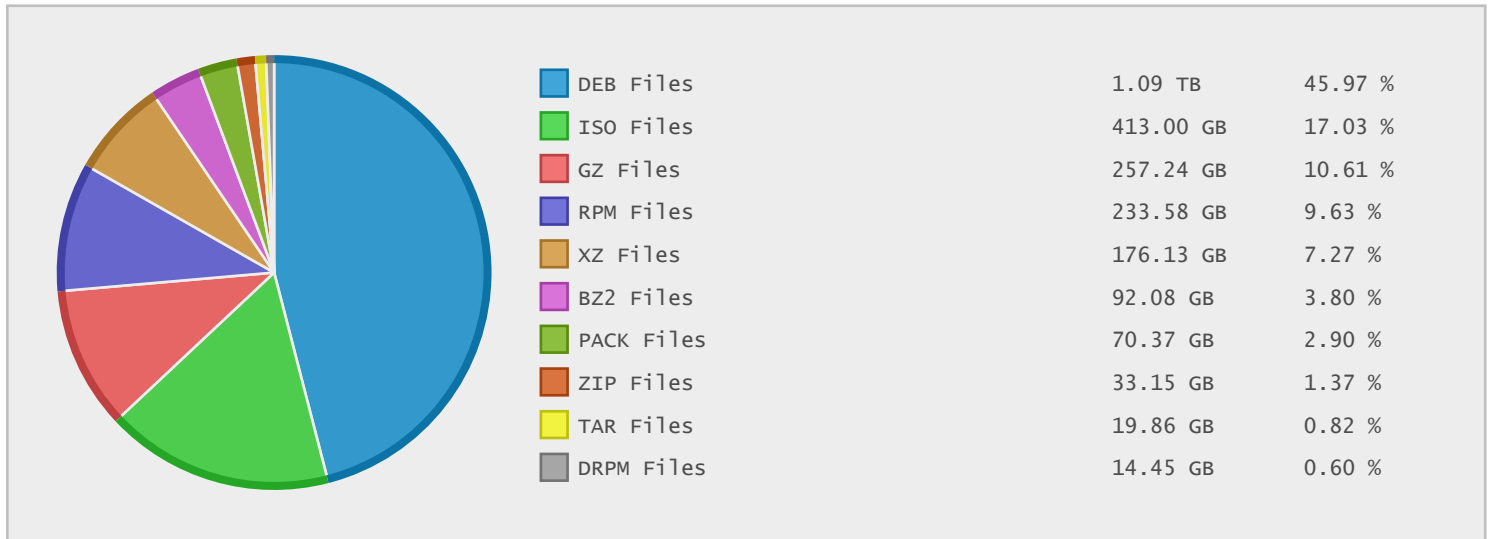 DEB Files 1.09 TB 45.97 %
ISO Files 413.00 GB 17.03 %
GZ Files 257.24 GB 10.61 %
RPM Files 233.58 GB 9.63 %
XZ Files 176.13 GB 7.27 %
BZ2 Files 92.08 GB 3.80 %
PACK Files 70.37 GB 2.90 %
ZIP Files 33.15 GB 1.37 %
TAR Files 19.86 GB 0.82 %
DRPM Files 14.45 GB 0.60 %